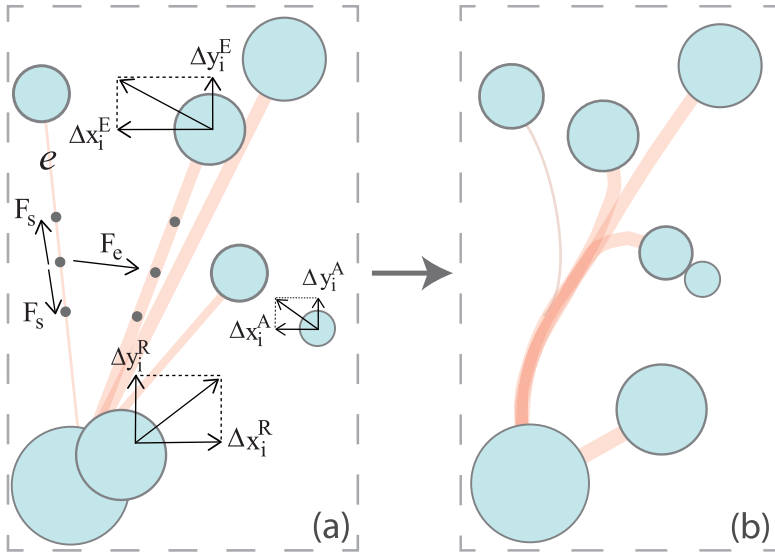 Δy_i^E
Δx_i^E
e
F_s
F_e
F_s
Δy_i^A
Δx_i^A
Δy_i^R
Δx_i^R
(a)
(b)